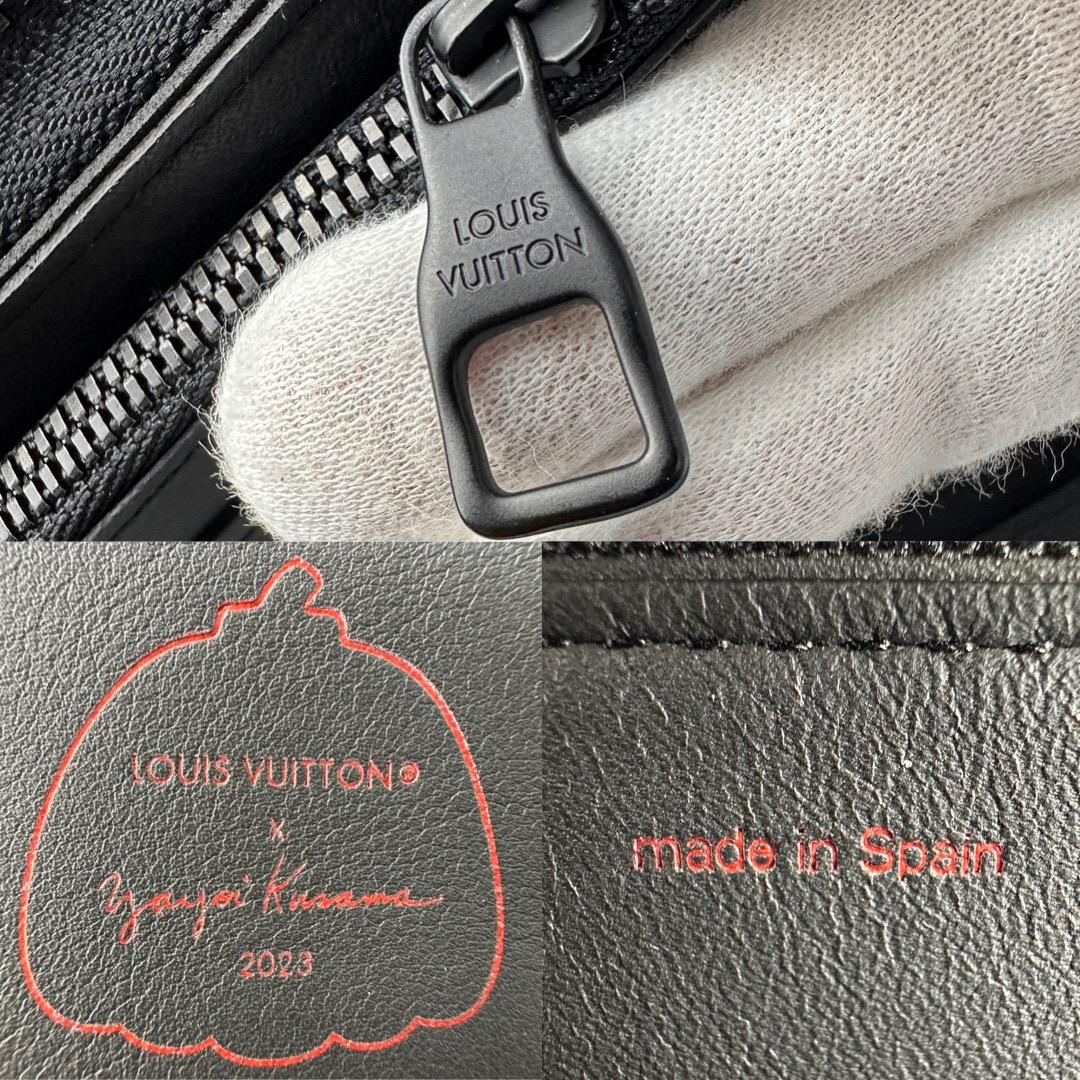 LOUIS
VUITTON
LOUIS VUITTON®
x
Yayoi Kusama
2023
made in Spain